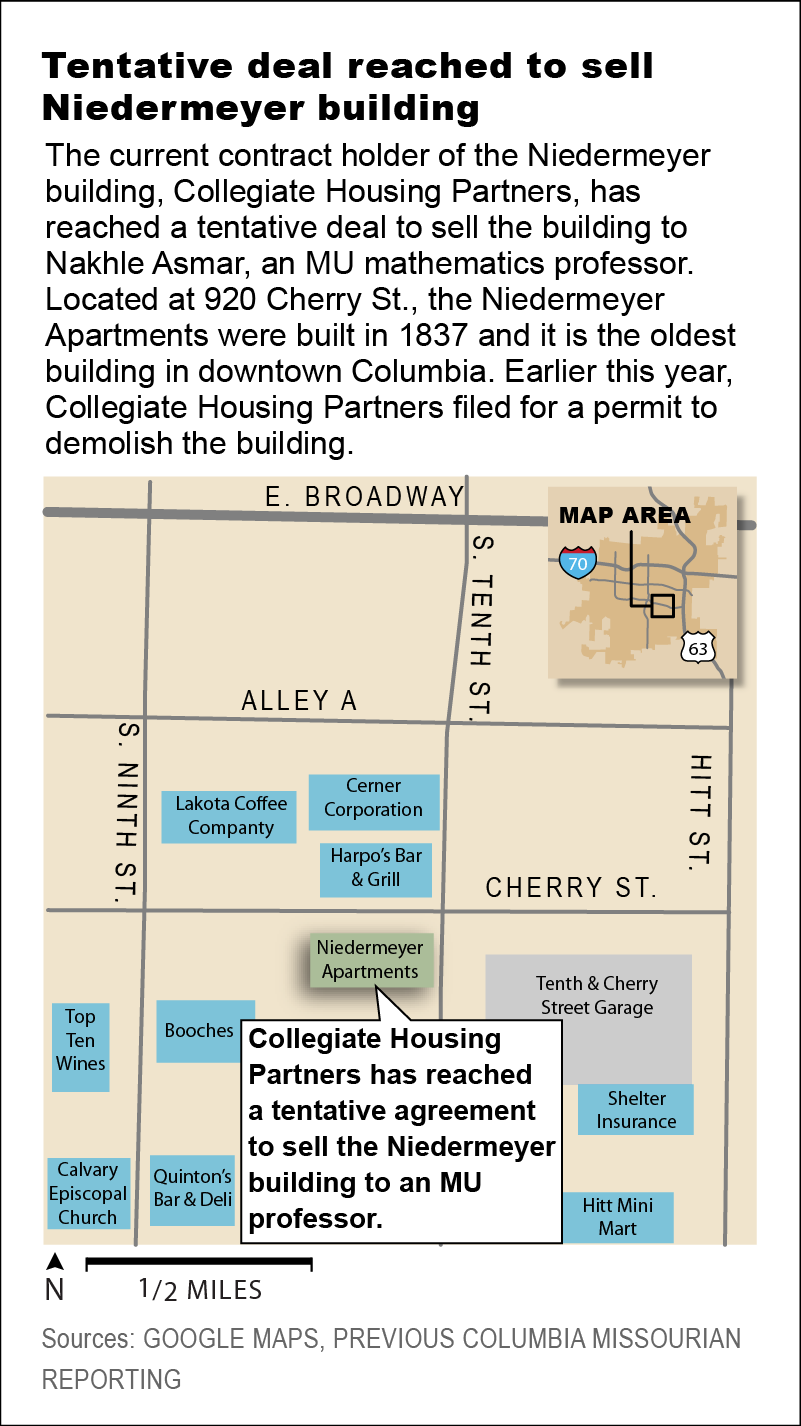 Tentative deal reached to sell
Niedermeyer building
The current contract holder of the Niedermeyer
building, Collegiate Housing Partners, has
reached a tentative deal to sell the building to
Nakhle Asmar, an MU mathematics professor.
Located at 920 Cherry St., the Niedermeyer
Apartments were built in 1837 and it is the oldest
building in downtown Columbia. Earlier this year,
Collegiate Housing Partners filed for a permit to
demolish the building.
E. BROADWAY
MAP AREA
70
63
S. TENTH ST.
ALLEY A
S. NINTH ST.
HITT ST.
Lakota Coffee
Companty
Cerner
Corporation
Harpo's Bar
& Grill
CHERRY ST.
Niedermeyer
Apartments
Tenth & Cherry
Street Garage
Top
Ten
Wines
Booches
Collegiate Housing
Partners has reached
a tentative agreement
to sell the Niedermeyer
building to an MU
professor.
Shelter
Insurance
Calvary
Episcopal
Church
Quinton's
Bar & Deli
Hitt Mini
Mart
N
1/2 MILES
Sources: GOOGLE MAPS, PREVIOUS COLUMBIA MISSOURIAN
REPORTING